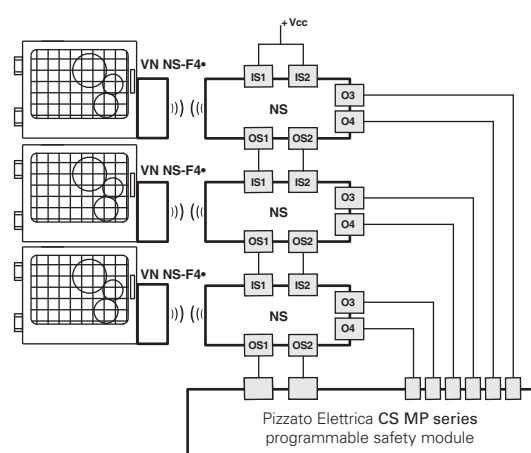 + Vcc
VN NS-F4•
IS1
IS2
O3
NS
O4
OS1
OS2
VN NS-F4•
IS1
IS2
O3
NS
O4
OS1
OS2
VN NS-F4•
IS1
IS2
O3
NS
O4
OS1
OS2
Pizzato Elettrica CS MP series
programmable safety module